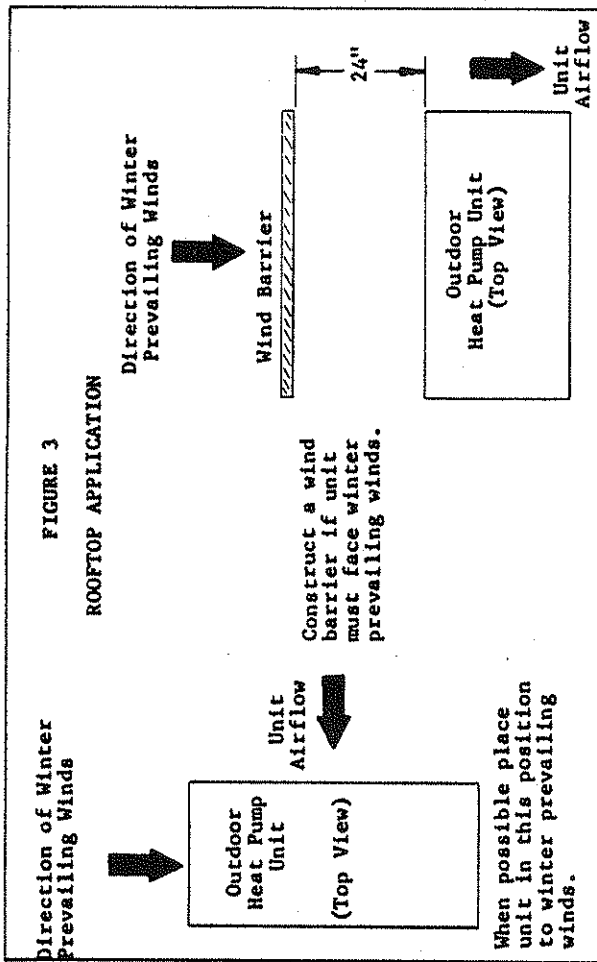 FIGURE 3
ROOFTOP APPLICATION
Direction of Winter
Prevailing Winds
Outdoor
Heat Pump
Unit
(Top View)
Unit
Airflow
When possible place
unit in this position
to winter prevailing
winds.
Construct a wind
barrier if unit
must face winter
prevailing winds.
Direction of Winter
Prevailing Winds
Wind Barrier
24"
Outdoor
Heat Pump Unit
(Top View)
Unit
Airflow